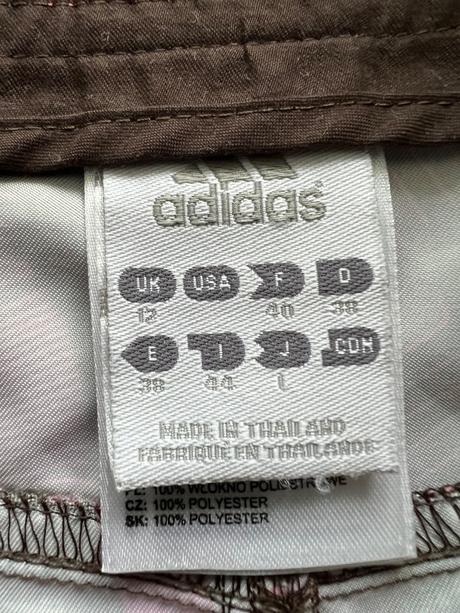 adidas
UK USA F D
12 40 38
E I J COM
38 44 L
MADE IN THAILAND
FABRIQUÉ EN THAILANDE
PL: 100% WŁÓKNO POLIESTROWE
CZ: 100% POLYESTER
SK: 100% POLYESTER